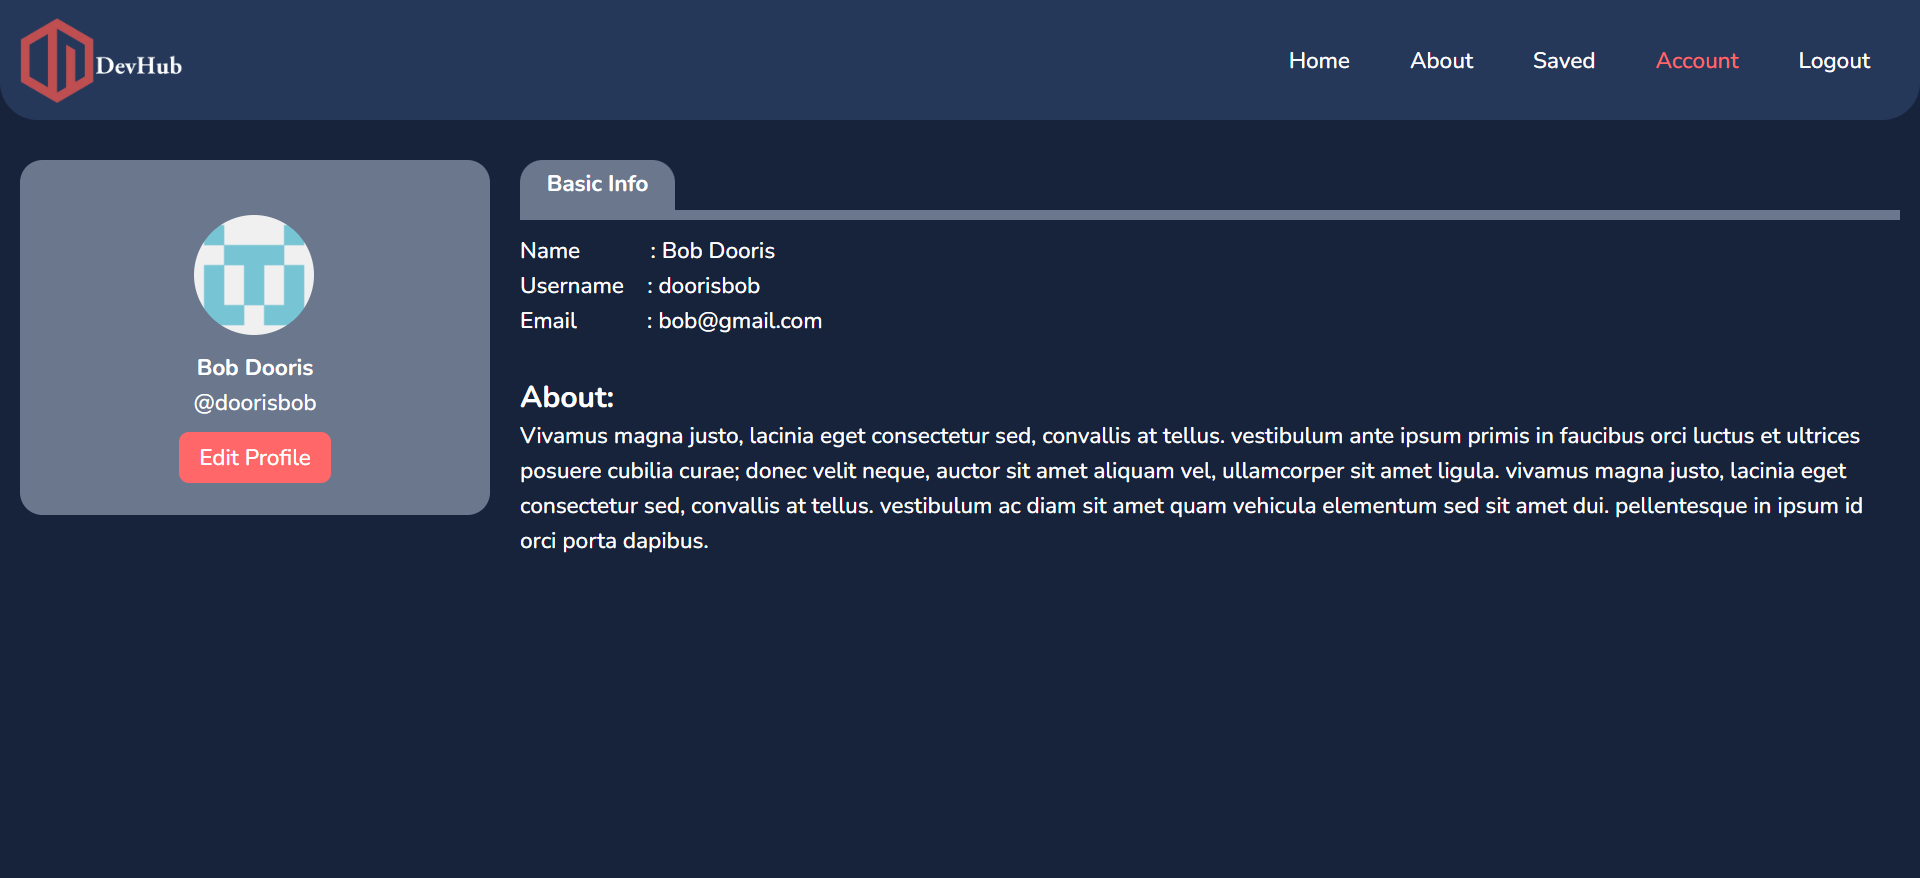 DevHub
Home About Saved Account Logout
Bob Dooris
@doorisbob
Edit Profile
Basic Info
Name : Bob Dooris
Username : doorisbob
Email : bob@gmail.com
About:
Vivamus magna justo, lacinia eget consectetur sed, convallis at tellus. vestibulum ante ipsum primis in faucibus orci luctus et ultrices
posuere cubilia curae; donec velit neque, auctor sit amet aliquam vel, ullamcorper sit amet ligula. vivamus magna justo, lacinia eget
consectetur sed, convallis at tellus. vestibulum ac diam sit amet quam vehicula elementum sed sit amet dui. pellentesque in ipsum id
orci porta dapibus.